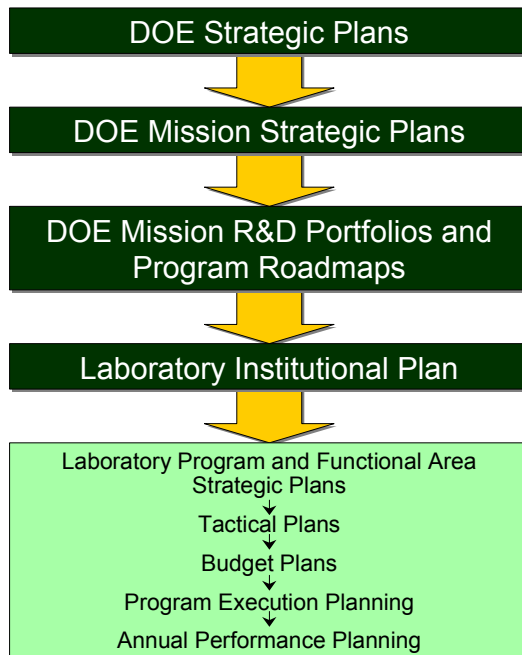 DOE Strategic Plans
DOE Mission Strategic Plans
DOE Mission R&D Portfolios and
Program Roadmaps
Laboratory Institutional Plan
Laboratory Program and Functional Area
Strategic Plans
Tactical Plans
Budget Plans
Program Execution Planning
Annual Performance Planning